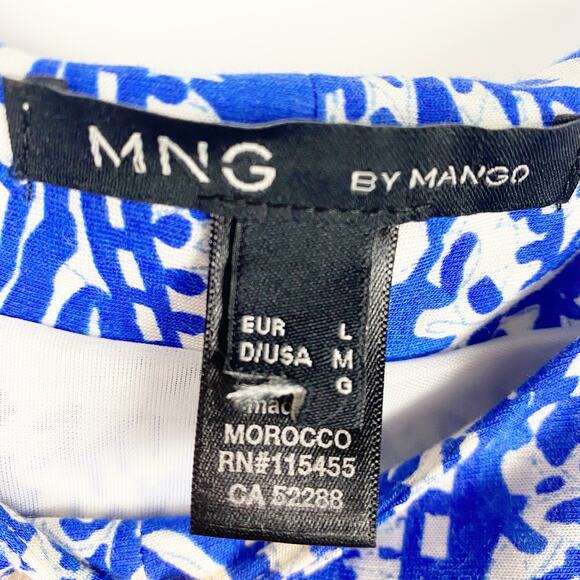 MNG BY MANGO
EUR L
D/USA M
G
MOROCCO
RN#115455
CA 52288